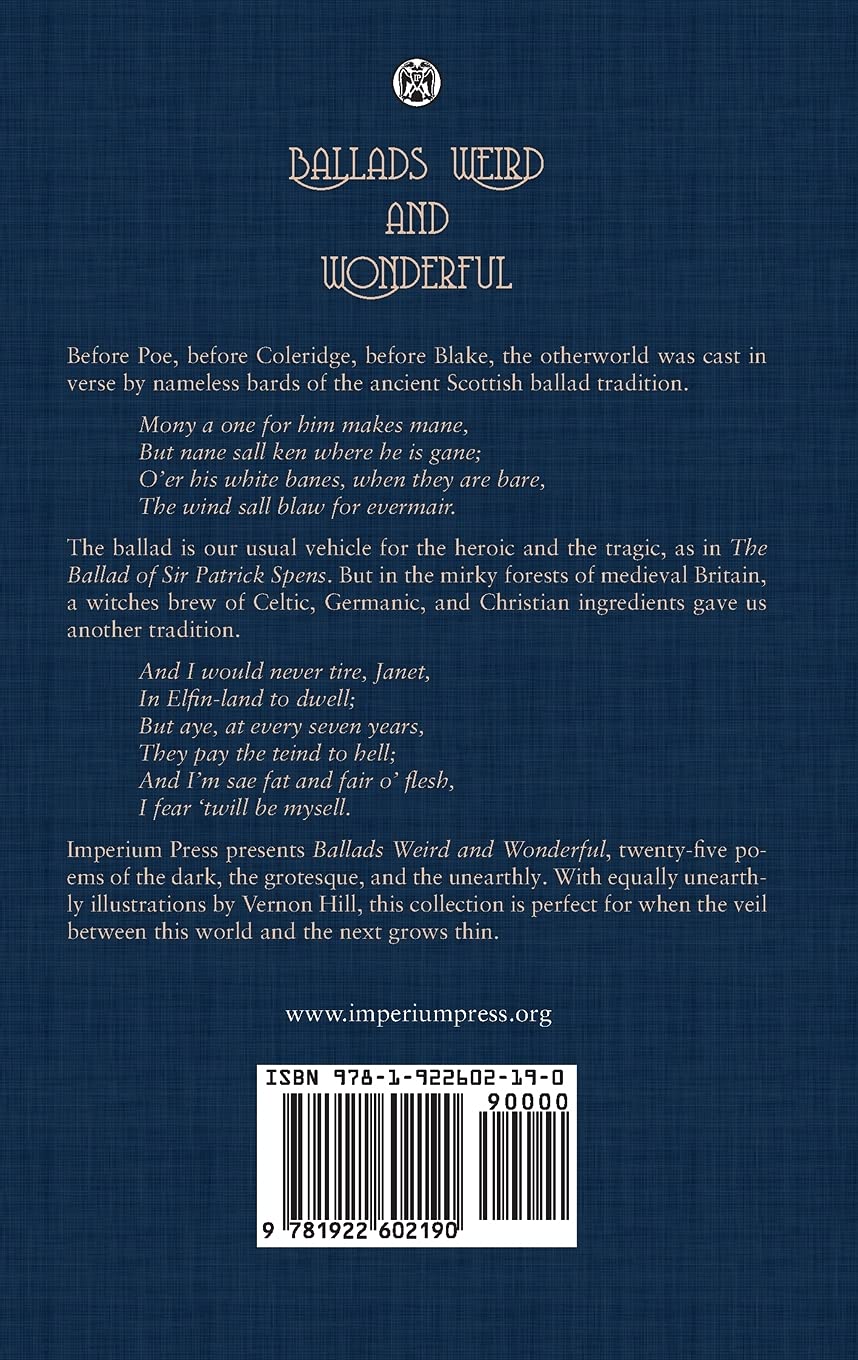 IP
BALLADS WEIRD
AND
WONDERFUL
Before Poe, before Coleridge, before Blake, the otherworld was cast in
verse by nameless bards of the ancient Scottish ballad tradition.
Mony a one for him makes mane,
But nane sall ken where he is gane;
O’er his white banes, when they are bare,
The wind sall blaw for evermair.
The ballad is our usual vehicle for the heroic and the tragic, as in The
Ballad of Sir Patrick Spens. But in the mirky forests of medieval Britain,
a witches brew of Celtic, Germanic, and Christian ingredients gave us
another tradition.
And I would never tire, Janet,
In Elfin-land to dwell;
But aye, at every seven years,
They pay the teind to hell;
And I’m sae fat and fair o’ flesh,
I fear ‘twill be mysell.
Imperium Press presents Ballads Weird and Wonderful, twenty-five po-
ems of the dark, the grotesque, and the unearthly. With equally unearth-
ly illustrations by Vernon Hill, this collection is perfect for when the veil
between this world and the next grows thin.
www.imperiumpress.org
ISBN 978-1-922602-19-0
90000
9 781922 602190